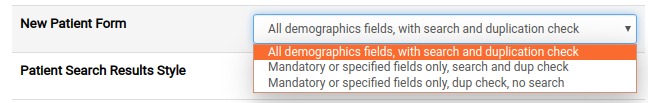 New Patient Form
All demographics fields, with search and duplication check
All demographics fields, with search and duplication check
Mandatory or specified fields only, search and dup check
Patient Search Results Style
Mandatory or specified fields only, dup check, no search